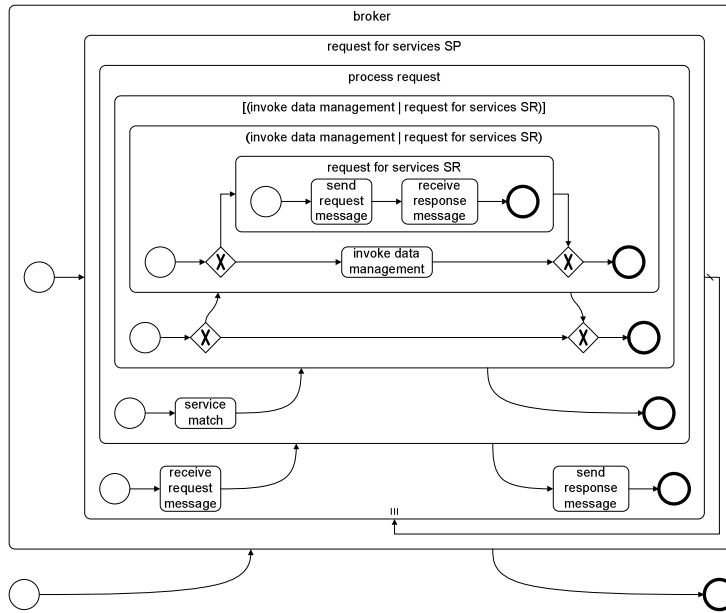 broker
request for services SP
process request
[(invoke data management | request for services SR)]
(invoke data management | request for services SR)
request for services SR
send
request
message
receive
response
message
X
invoke data
management
X
X
X
service
match
receive
request
message
send
response
message